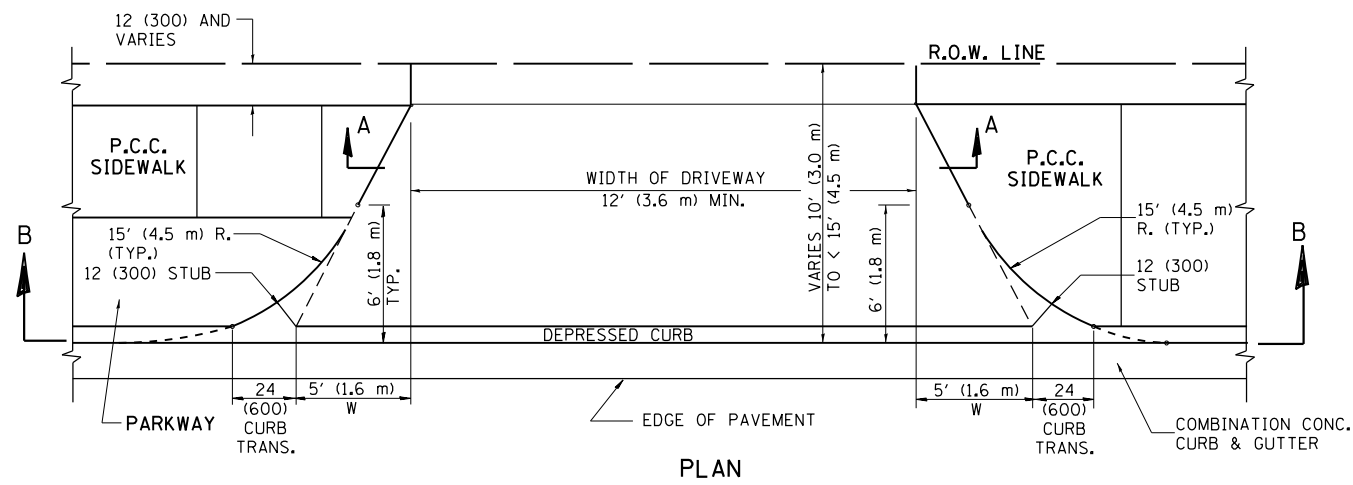 12 (300) AND
VARIES
R.O.W. LINE
A
A
P.C.C.
SIDEWALK
P.C.C.
SIDEWALK
WIDTH OF DRIVEWAY
12' (3.6 m) MIN.
VARIES 10' (3.0 m)
TO < 15' (4.5 m)
15' (4.5 m) R.
(TYP.)
12 (300) STUB
6' (1.8 m)
TYP.
6' (1.8 m)
15' (4.5 m)
R. (TYP.)
12 (300)
STUB
B
B
DEPRESSED CURB
24
(600)
CURB
TRANS.
5' (1.6 m)
W
5' (1.6 m)
W
24
(600)
CURB
TRANS.
PARKWAY
EDGE OF PAVEMENT
COMBINATION CONC.
CURB & GUTTER
PLAN